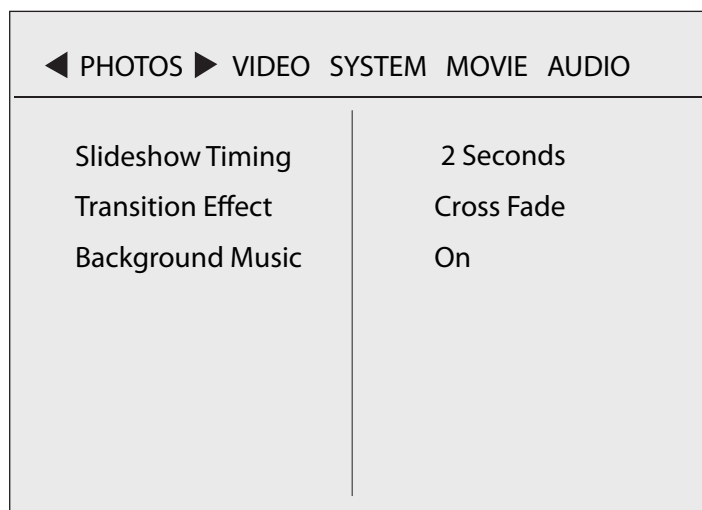 PHOTOS VIDEO SYSTEM MOVIE AUDIO
Slideshow Timing 2 Seconds
Transition Effect Cross Fade
Background Music On